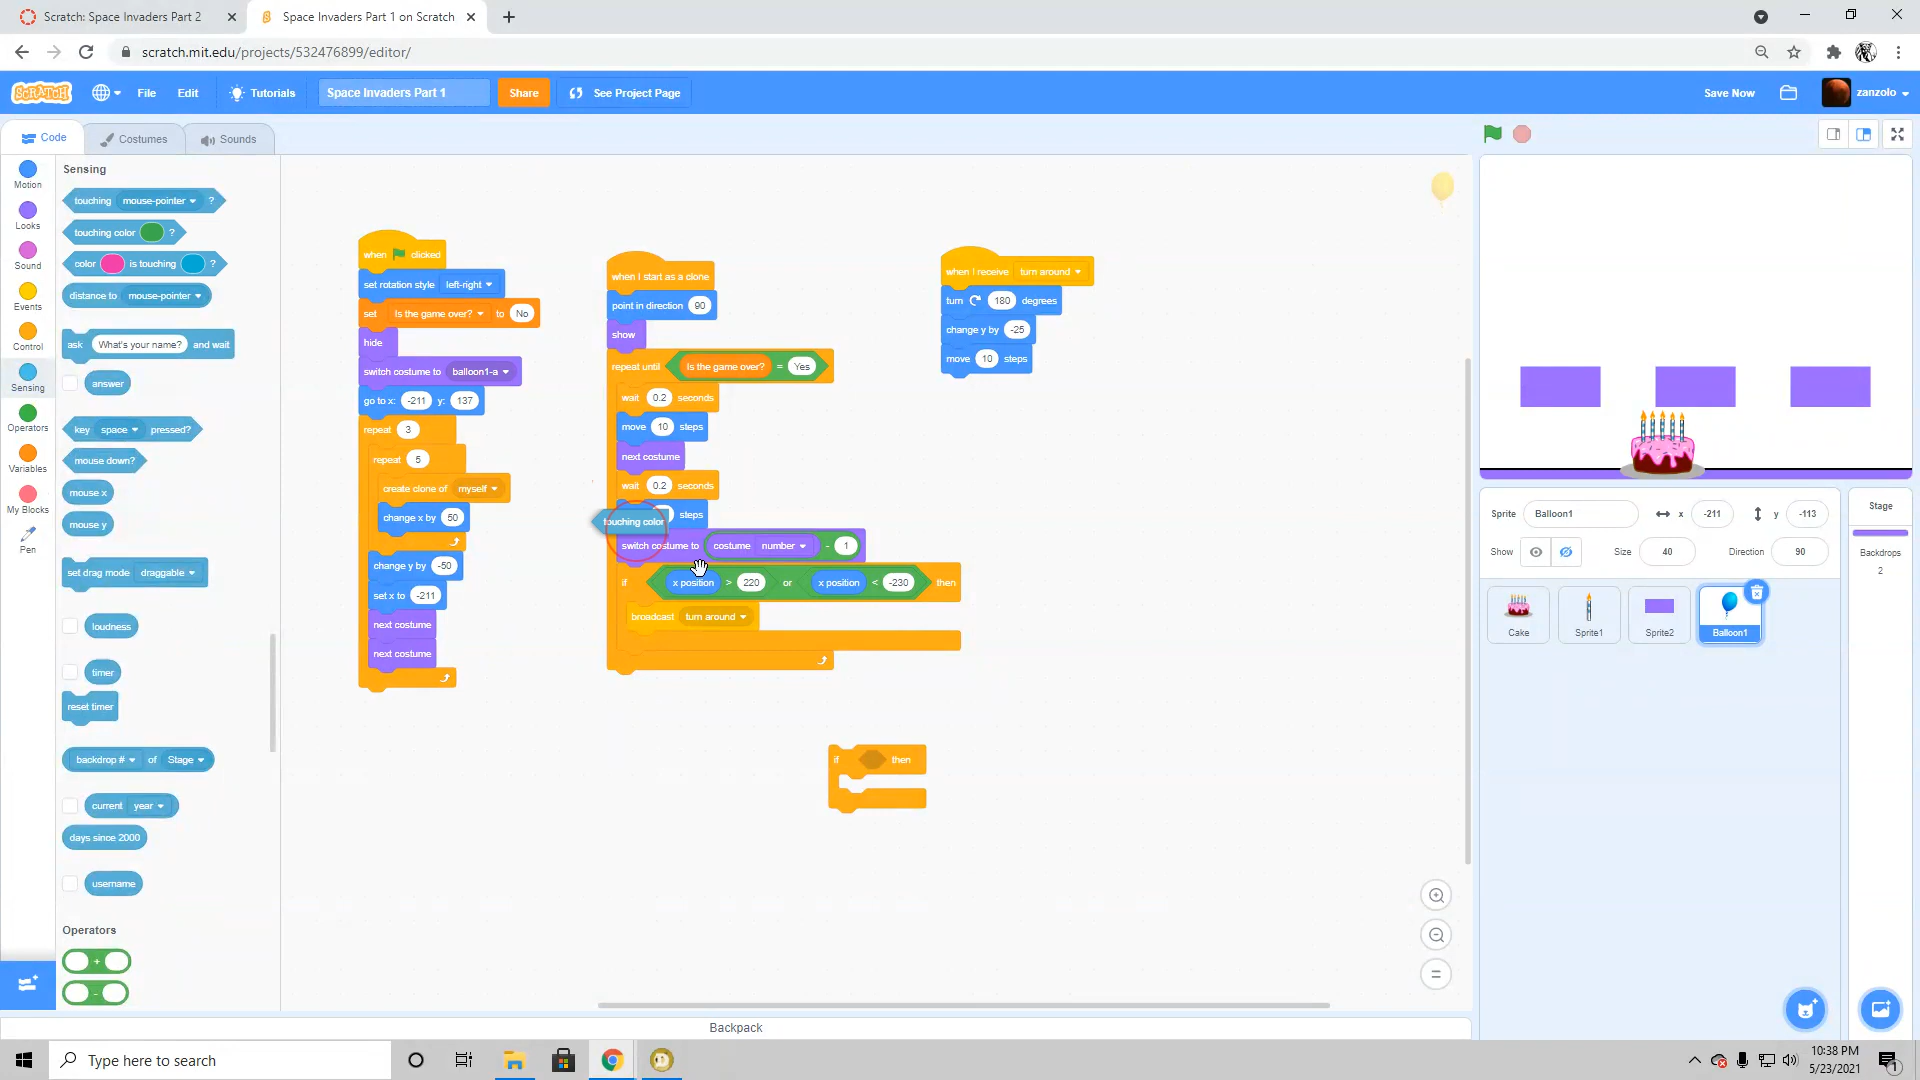 Scratch: Space Invaders Part 2
Space Invaders Part 1 on Scratch
scratch.mit.edu/projects/532476899/editor/
SCRATCH
File
Edit
Tutorials
Space Invaders Part 1
Share
See Project Page
Save Now
zanzolo
Code
Costumes
Sounds
Motion
Looks
Sound
Events
Control
Sensing
Operators
Variables
My Blocks
Pen
Sensing
touching mouse-pointer ?
touching color ?
color is touching ?
distance to mouse-pointer
ask What's your name? and wait
answer
key space pressed?
mouse down?
mouse x
mouse y
set drag mode draggable
loudness
timer
reset timer
backdrop # of Stage
current year
days since 2000
username
Operators
+
-
when clicked
set rotation style left-right
set Is the game over? to No
hide
switch costume to balloon1-a
go to x: -211 y: 137
repeat 3
repeat 5
create clone of myself
change x by 50
change y by -50
set x to -211
next costume
next costume
when I start as a clone
point in direction 90
show
repeat until Is the game over? = Yes
wait 0.2 seconds
move 10 steps
next costume
wait 0.2 seconds
steps
touching color
switch costume to costume number - 1
if x position > 220 or x position < -230 then
broadcast turn around
when I receive turn around
turn 180 degrees
change y by -25
move 10 steps
if then
Sprite Balloon1 x -211 y -113
Show Size 40 Direction 90
Cake
Sprite1
Sprite2
Balloon1
Stage
Backdrops
2
Backpack
Type here to search
10:38 PM
5/23/2021
1